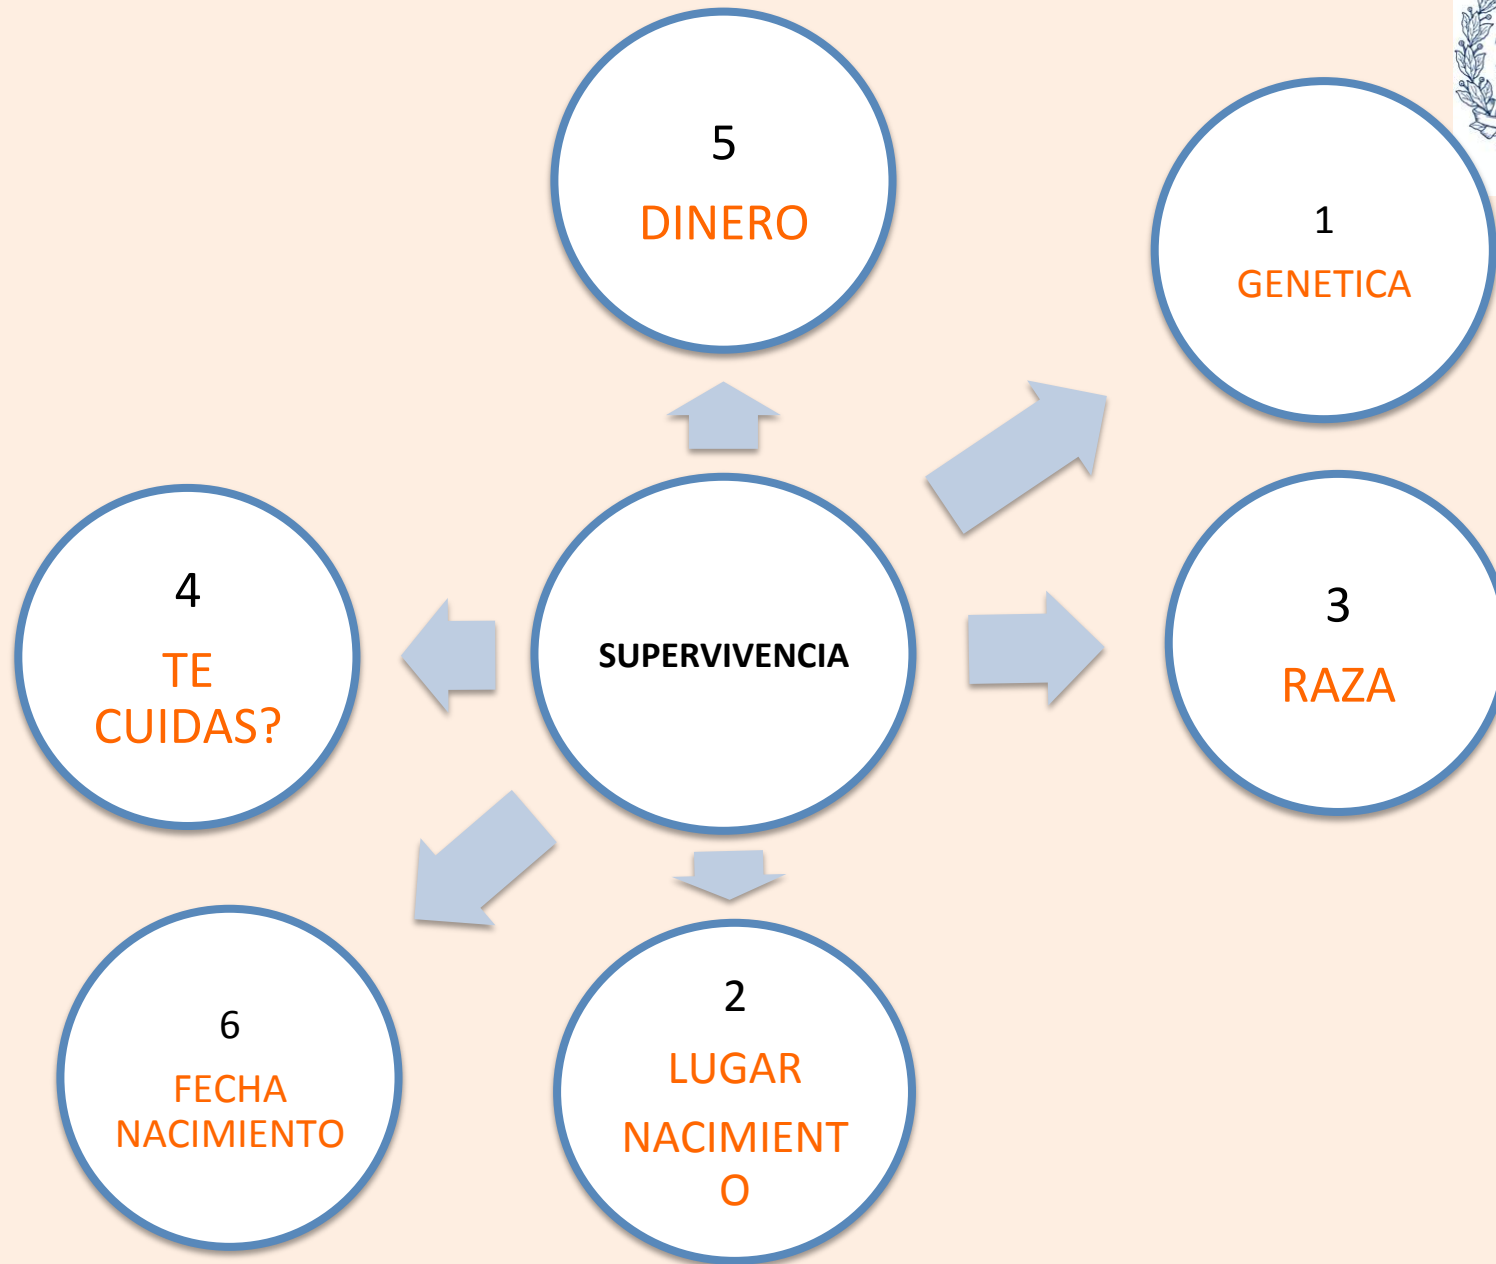 5
DINERO
1
GENETICA
4
TE
CUIDAS?
SUPERVIVENCIA
3
RAZA
6
FECHA
NACIMIENTO
2
LUGAR
NACIMIENT
O